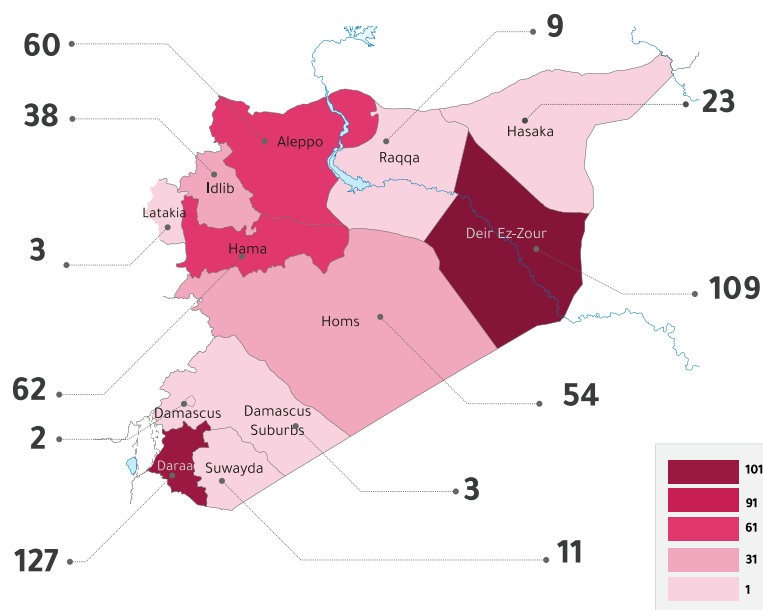 60
9
38
23
Aleppo
Hasaka
Raqqa
Idlib
Latakia
3
Hama
Deir Ez-Zour
109
Homs
62
54
Damascus
Damascus
Suburbs
2
Daraa
Suwayda
3
127
11
101
91
61
31
1